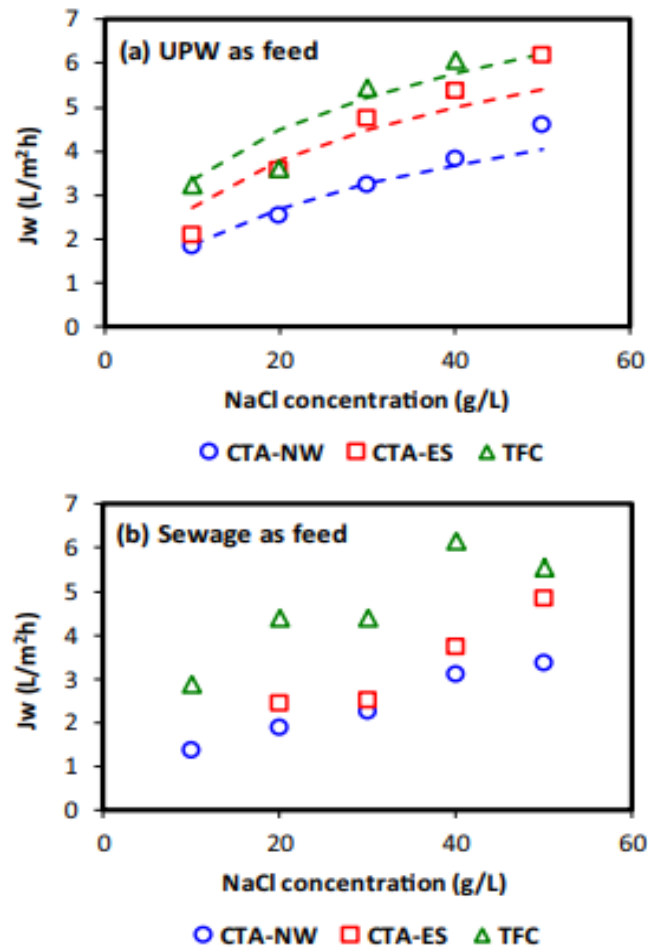 (a) UPW as feed
Jw (L/m²h)
7
6
5
4
3
2
1
0
0 20 40 60
NaCl concentration (g/L)
CTA-NW CTA-ES TFC
(b) Sewage as feed
Jw (L/m²h)
7
6
5
4
3
2
1
0
0 20 40 60
NaCl concentration (g/L)
CTA-NW CTA-ES TFC